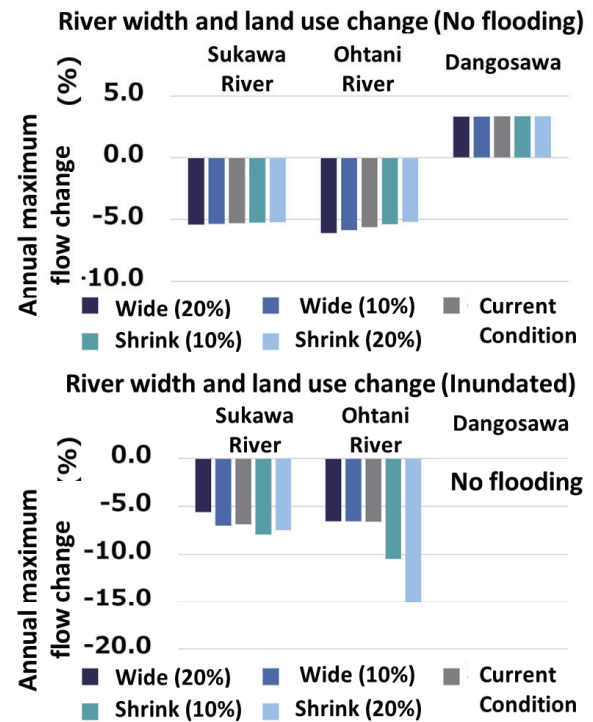 River width and land use change (No flooding)
Sukawa River
Ohtani River
Dangosawa
Annual maximum flow change (%)
5.0
0.0
-5.0
-10.0
Wide (20%)
Wide (10%)
Current Condition
Shrink (10%)
Shrink (20%)
River width and land use change (Inundated)
Sukawa River
Ohtani River
Dangosawa
Annual maximum flow change (%)
0.0
No flooding
-5.0
-10.0
-15.0
-20.0
Wide (20%)
Wide (10%)
Current Condition
Shrink (10%)
Shrink (20%)